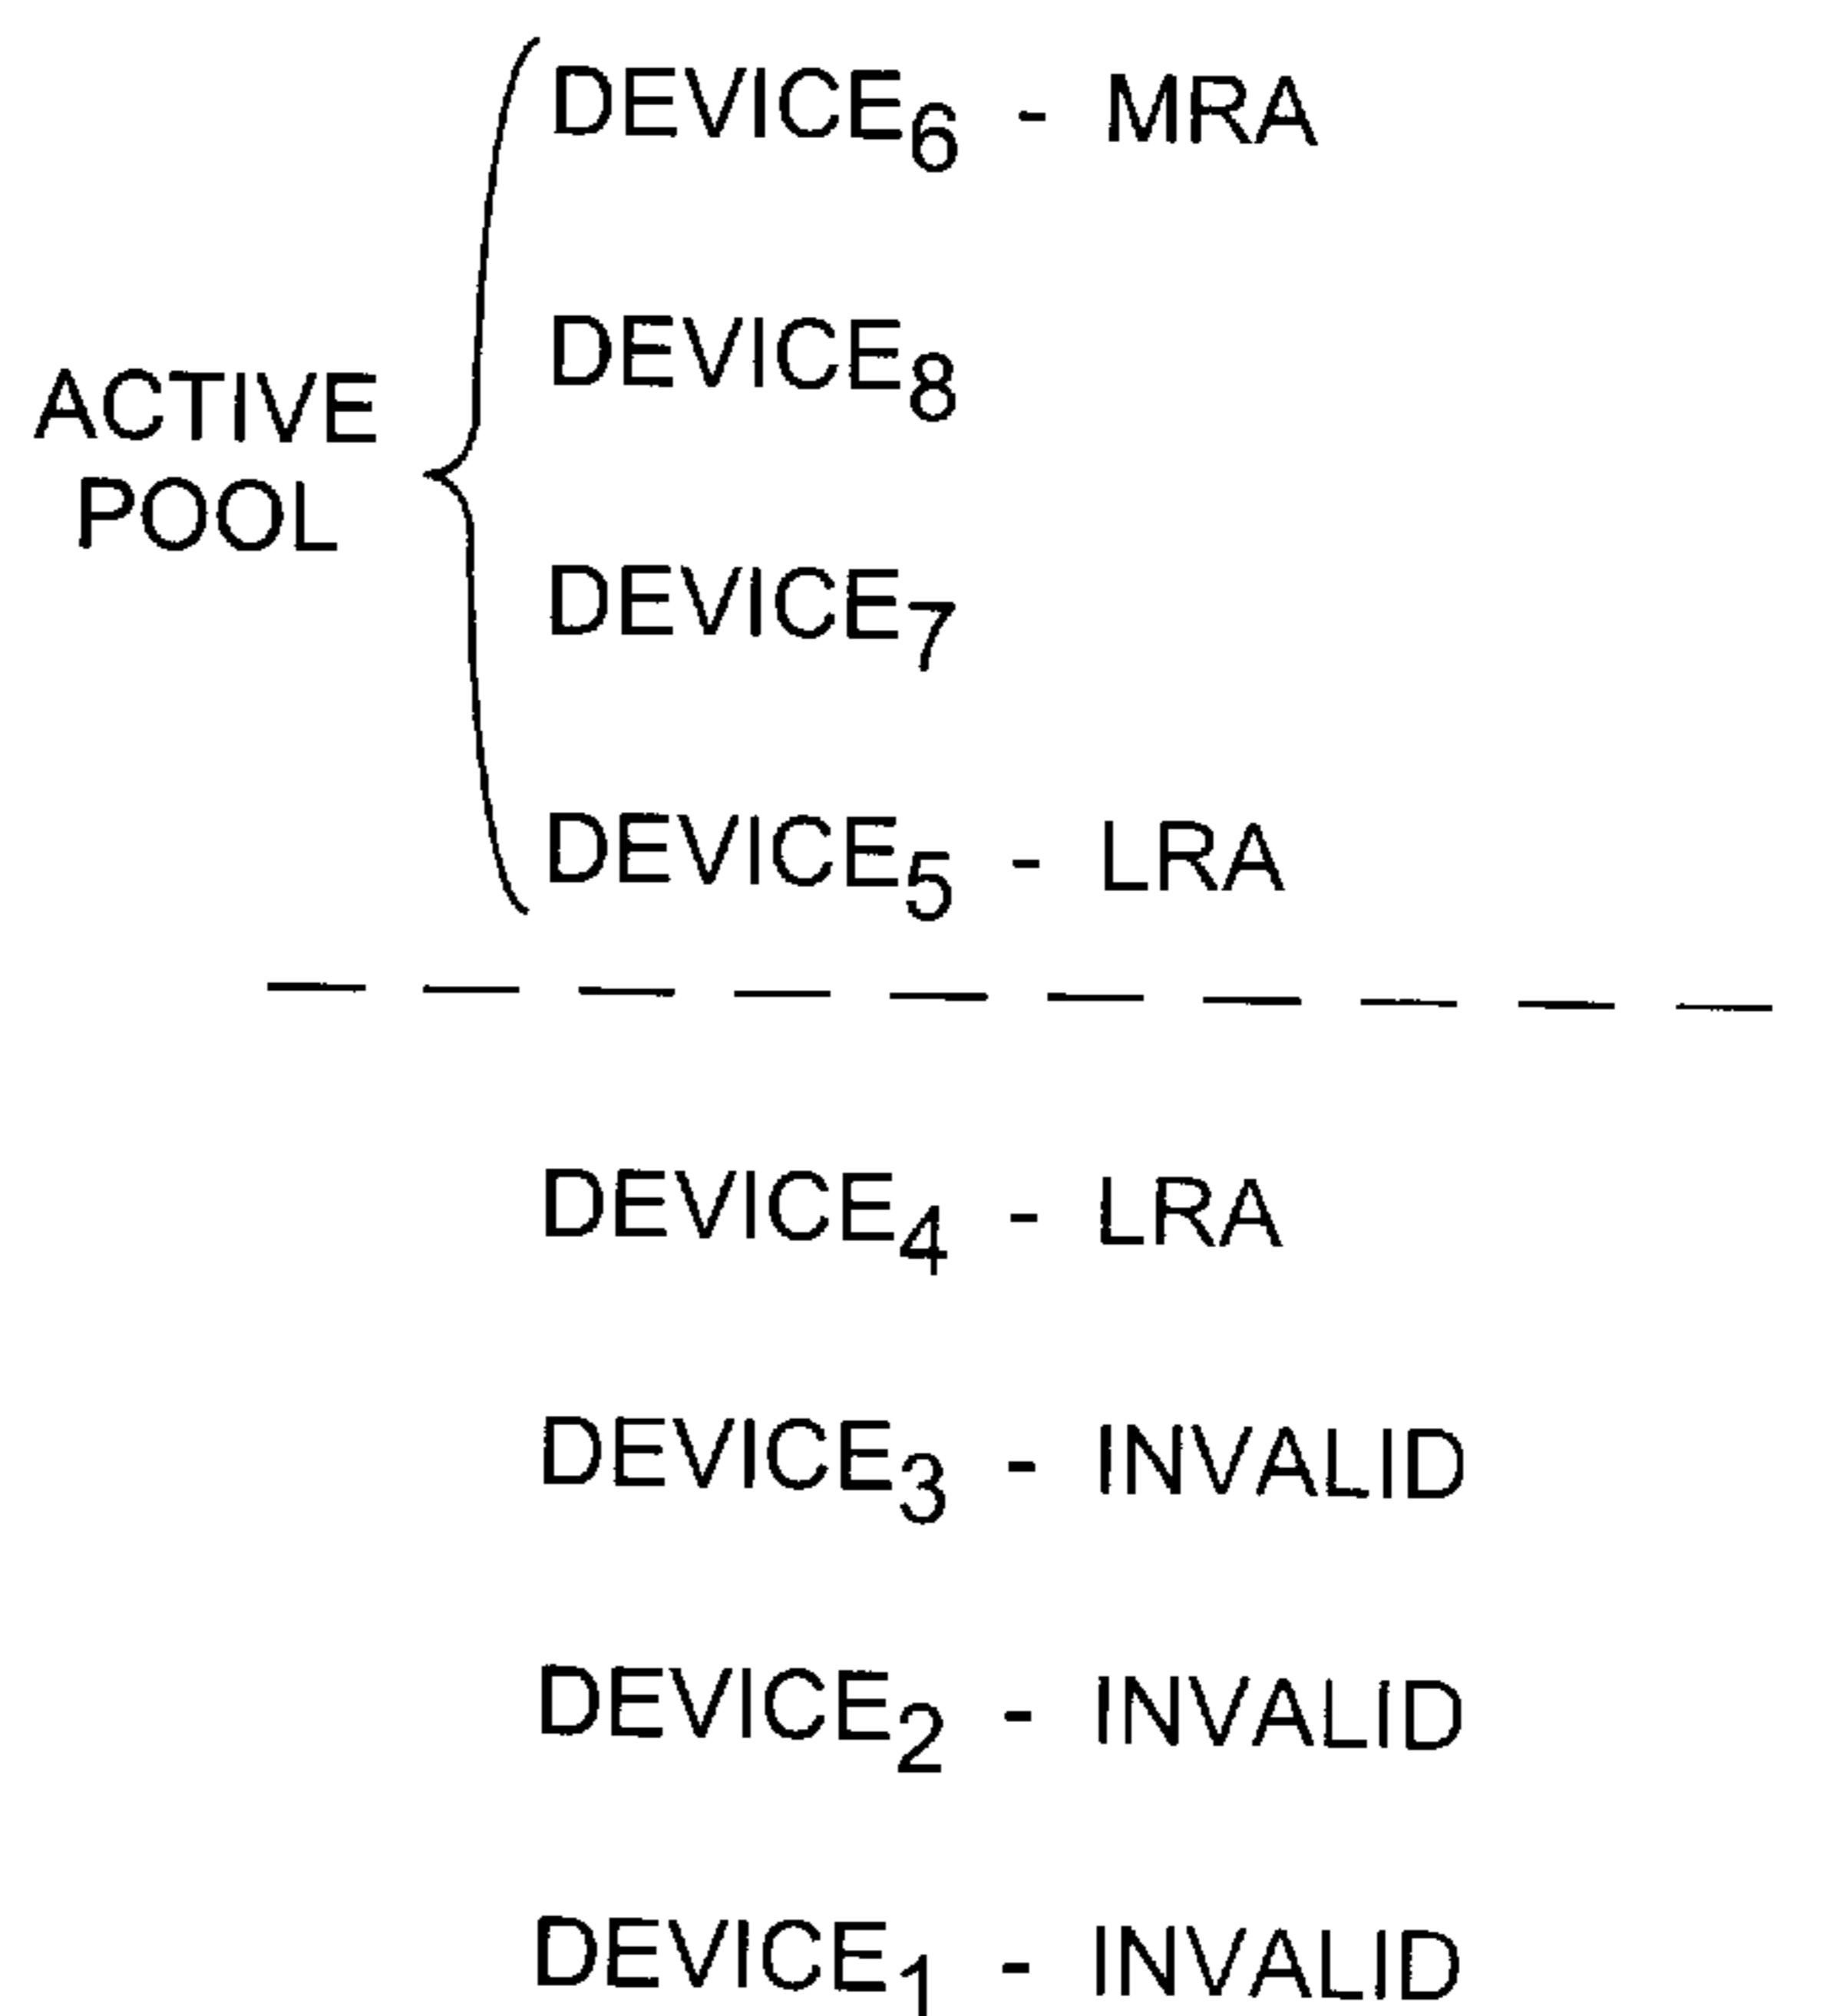 DEVICE₆ - MRA
DEVICE₈
ACTIVE
POOL
DEVICE₇
DEVICE₅ - LRA
DEVICE₄ - LRA
DEVICE₃ - INVALID
DEVICE₂ - INVALID
DEVICE₁ - INVALID